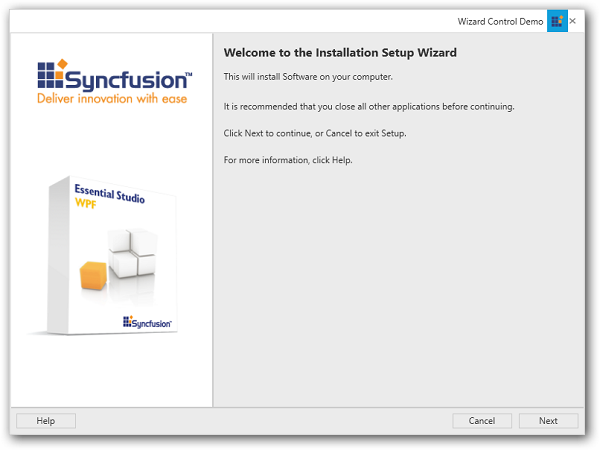 Wizard Control Demo
Syncfusion™
Deliver innovation with ease
Essential Studio
WPF
Syncfusion™
Welcome to the Installation Setup Wizard
This will install Software on your computer.
It is recommended that you close all other applications before continuing.
Click Next to continue, or Cancel to exit Setup.
For more information, click Help.
Help
Cancel
Next